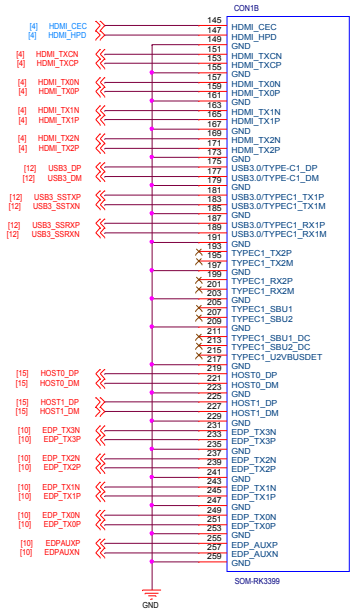 CON1B
[4] HDMI_CEC 145 HDMI_CEC
[4] HDMI_HPD 147 HDMI_HPD
149 GND
[4] HDMI_TXCN 151 HDMI_TXCN
[4] HDMI_TXCP 153 HDMI_TXCP
155 GND
[4] HDMI_TX0N 157 HDMI_TX0N
[4] HDMI_TX0P 159 HDMI_TX0P
161 GND
[4] HDMI_TX1N 163 HDMI_TX1N
[4] HDMI_TX1P 165 HDMI_TX1P
167 GND
[4] HDMI_TX2N 169 HDMI_TX2N
[4] HDMI_TX2P 171 HDMI_TX2P
173 GND
[12] USB3_DP 175 USB3.0/TYPE-C1_DP
[12] USB3_DM 177 USB3.0/TYPE-C1_DM
179 GND
[12] USB3_SSTXP 181 USB3.0/TYPEC1_TX1P
[12] USB3_SSTXN 183 USB3.0/TYPEC1_TX1M
185 GND
[12] USB3_SSRXP 187 USB3.0/TYPEC1_RX1P
[12] USB3_SSRXN 189 USB3.0/TYPEC1_RX1M
191 GND
193 TYPEC1_TX2P
195 TYPEC1_TX2M
197 GND
199 TYPEC1_RX2P
201 TYPEC1_RX2M
203 GND
205 TYPEC1_SBU1
207 TYPEC1_SBU2
209 GND
211 TYPEC1_SBU1_DC
213 TYPEC1_SBU2_DC
215 TYPEC1_U2VBUSDET
217 GND
[15] HOST0_DP 219 HOST0_DP
[15] HOST0_DM 221 HOST0_DM
223 GND
[15] HOST1_DP 225 HOST1_DP
[15] HOST1_DM 227 HOST1_DM
229 GND
[10] EDP_TX3N 231 EDP_TX3N
[10] EDP_TX3P 233 EDP_TX3P
235 GND
[10] EDP_TX2N 237 EDP_TX2N
[10] EDP_TX2P 239 EDP_TX2P
241 GND
[10] EDP_TX1N 243 EDP_TX1N
[10] EDP_TX1P 245 EDP_TX1P
247 GND
[10] EDP_TX0N 249 EDP_TX0N
[10] EDP_TX0P 251 EDP_TX0P
253 GND
[10] EDPAUXP 255 EDP_AUXP
[10] EDPAUXN 257 EDP_AUXN
259 GND
SOM-RK3399
GND